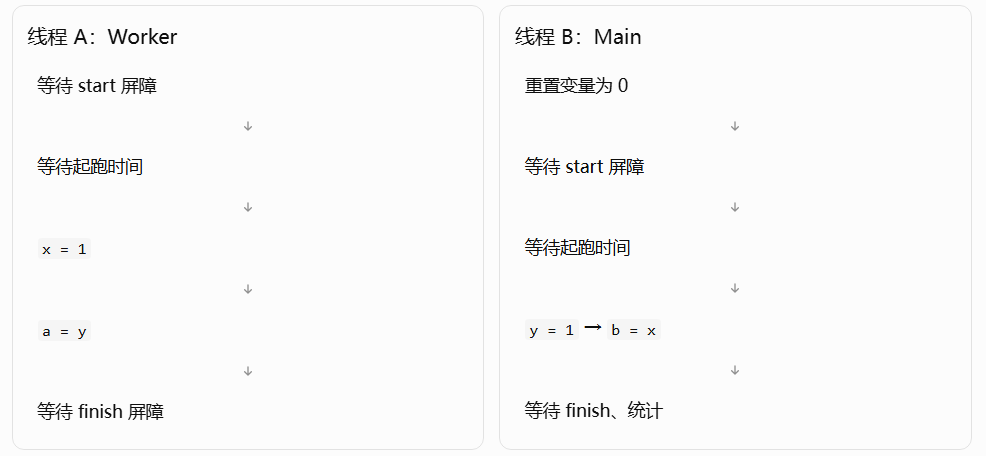 线程 A：Worker
等待 start 屏障
↓
等待起跑时间
↓
x = 1
↓
a = y
↓
等待 finish 屏障
线程 B：Main
重置变量为 0
↓
等待 start 屏障
↓
等待起跑时间
↓
y = 1 → b = x
↓
等待 finish、统计